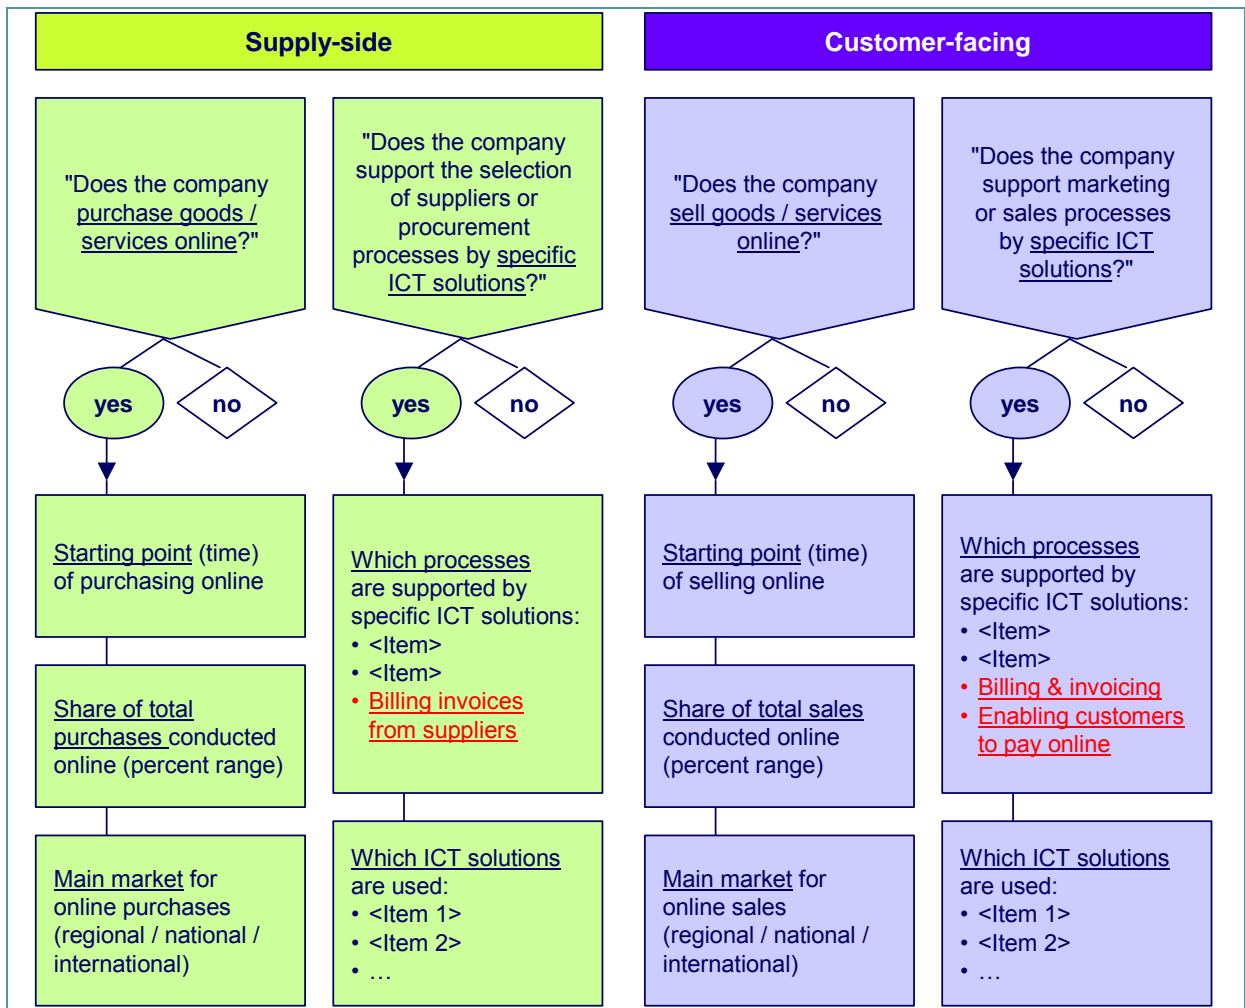 Supply-side
Customer-facing
"Does the company
purchase goods /
services online?"
"Does the company
support the selection
of suppliers or
procurement
processes by specific
ICT solutions?"
"Does the company
sell goods / services
online?"
"Does the company
support marketing
or sales processes
by specific ICT
solutions?"
yes
no
yes
no
yes
no
yes
no
Starting point (time)
of purchasing online
Which processes
are supported by
specific ICT solutions:
• <Item>
• <Item>
• Billing invoices
from suppliers
Starting point (time)
of selling online
Which processes
are supported by
specific ICT solutions:
• <Item>
• <Item>
• Billing & invoicing
• Enabling customers
to pay online
Share of total
purchases conducted
online (percent range)
Share of total sales
conducted online
(percent range)
Main market for
online purchases
(regional / national /
international)
Which ICT solutions
are used:
• <Item 1>
• <Item 2>
• …
Main market for
online sales
(regional / national /
international)
Which ICT solutions
are used:
• <Item 1>
• <Item 2>
• …